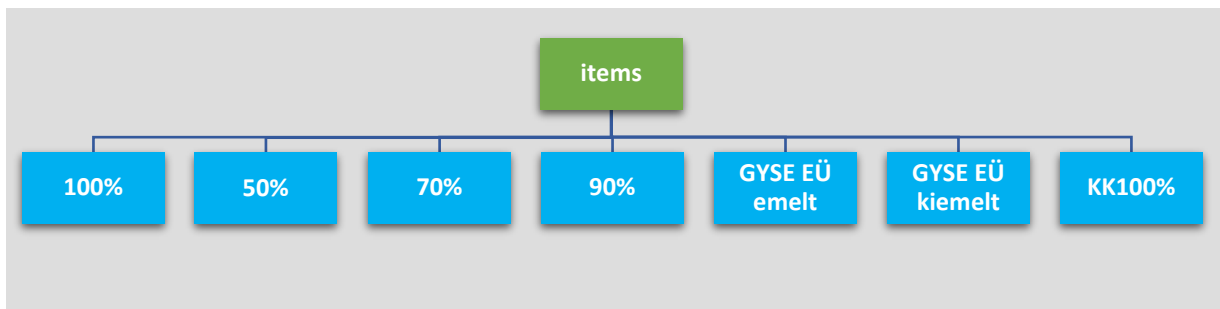 items
100%
50%
70%
90%
GYSE EÜ
emelt
GYSE EÜ
kiemelt
KK100%